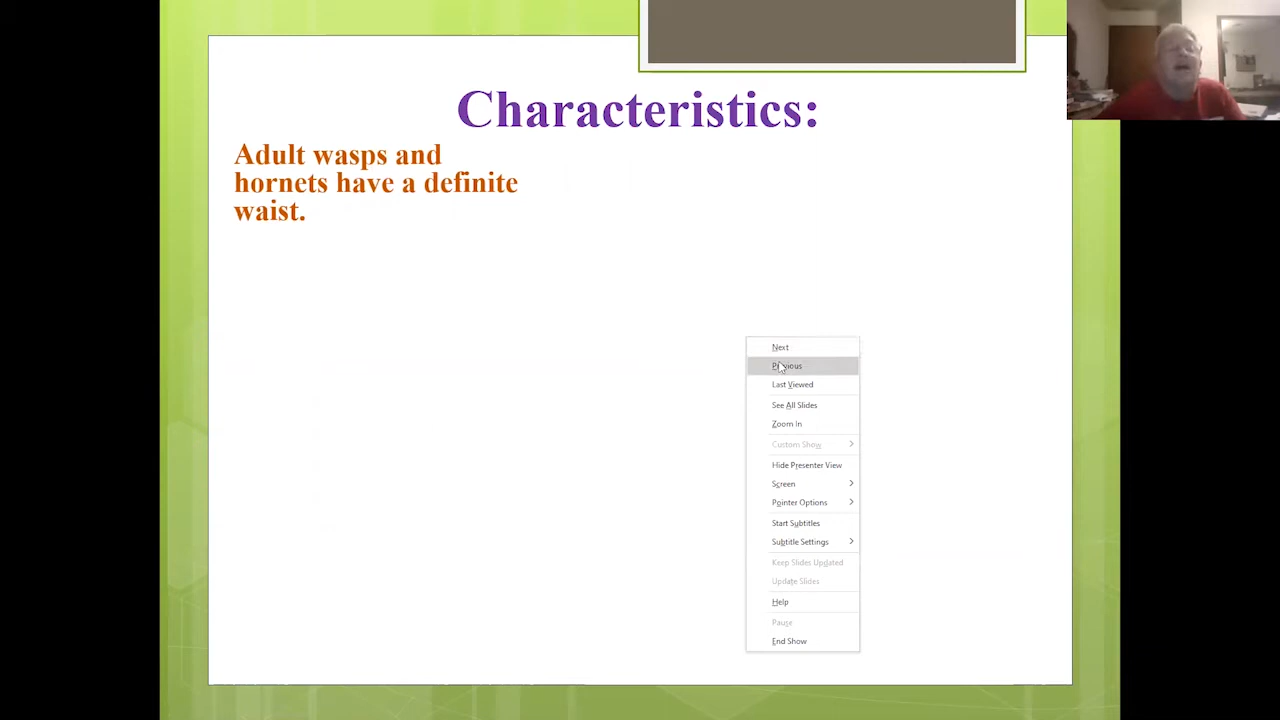 Characteristics:
Adult wasps and
hornets have a definite
waist.
Next
Previous
Last Viewed
See All Slides
Zoom In
Custom Show
Hide Presenter View
Screen
Pointer Options
Start Subtitles
Subtitle Settings
Keep Slides Updated
Update Slides
Help
Pause
End Show